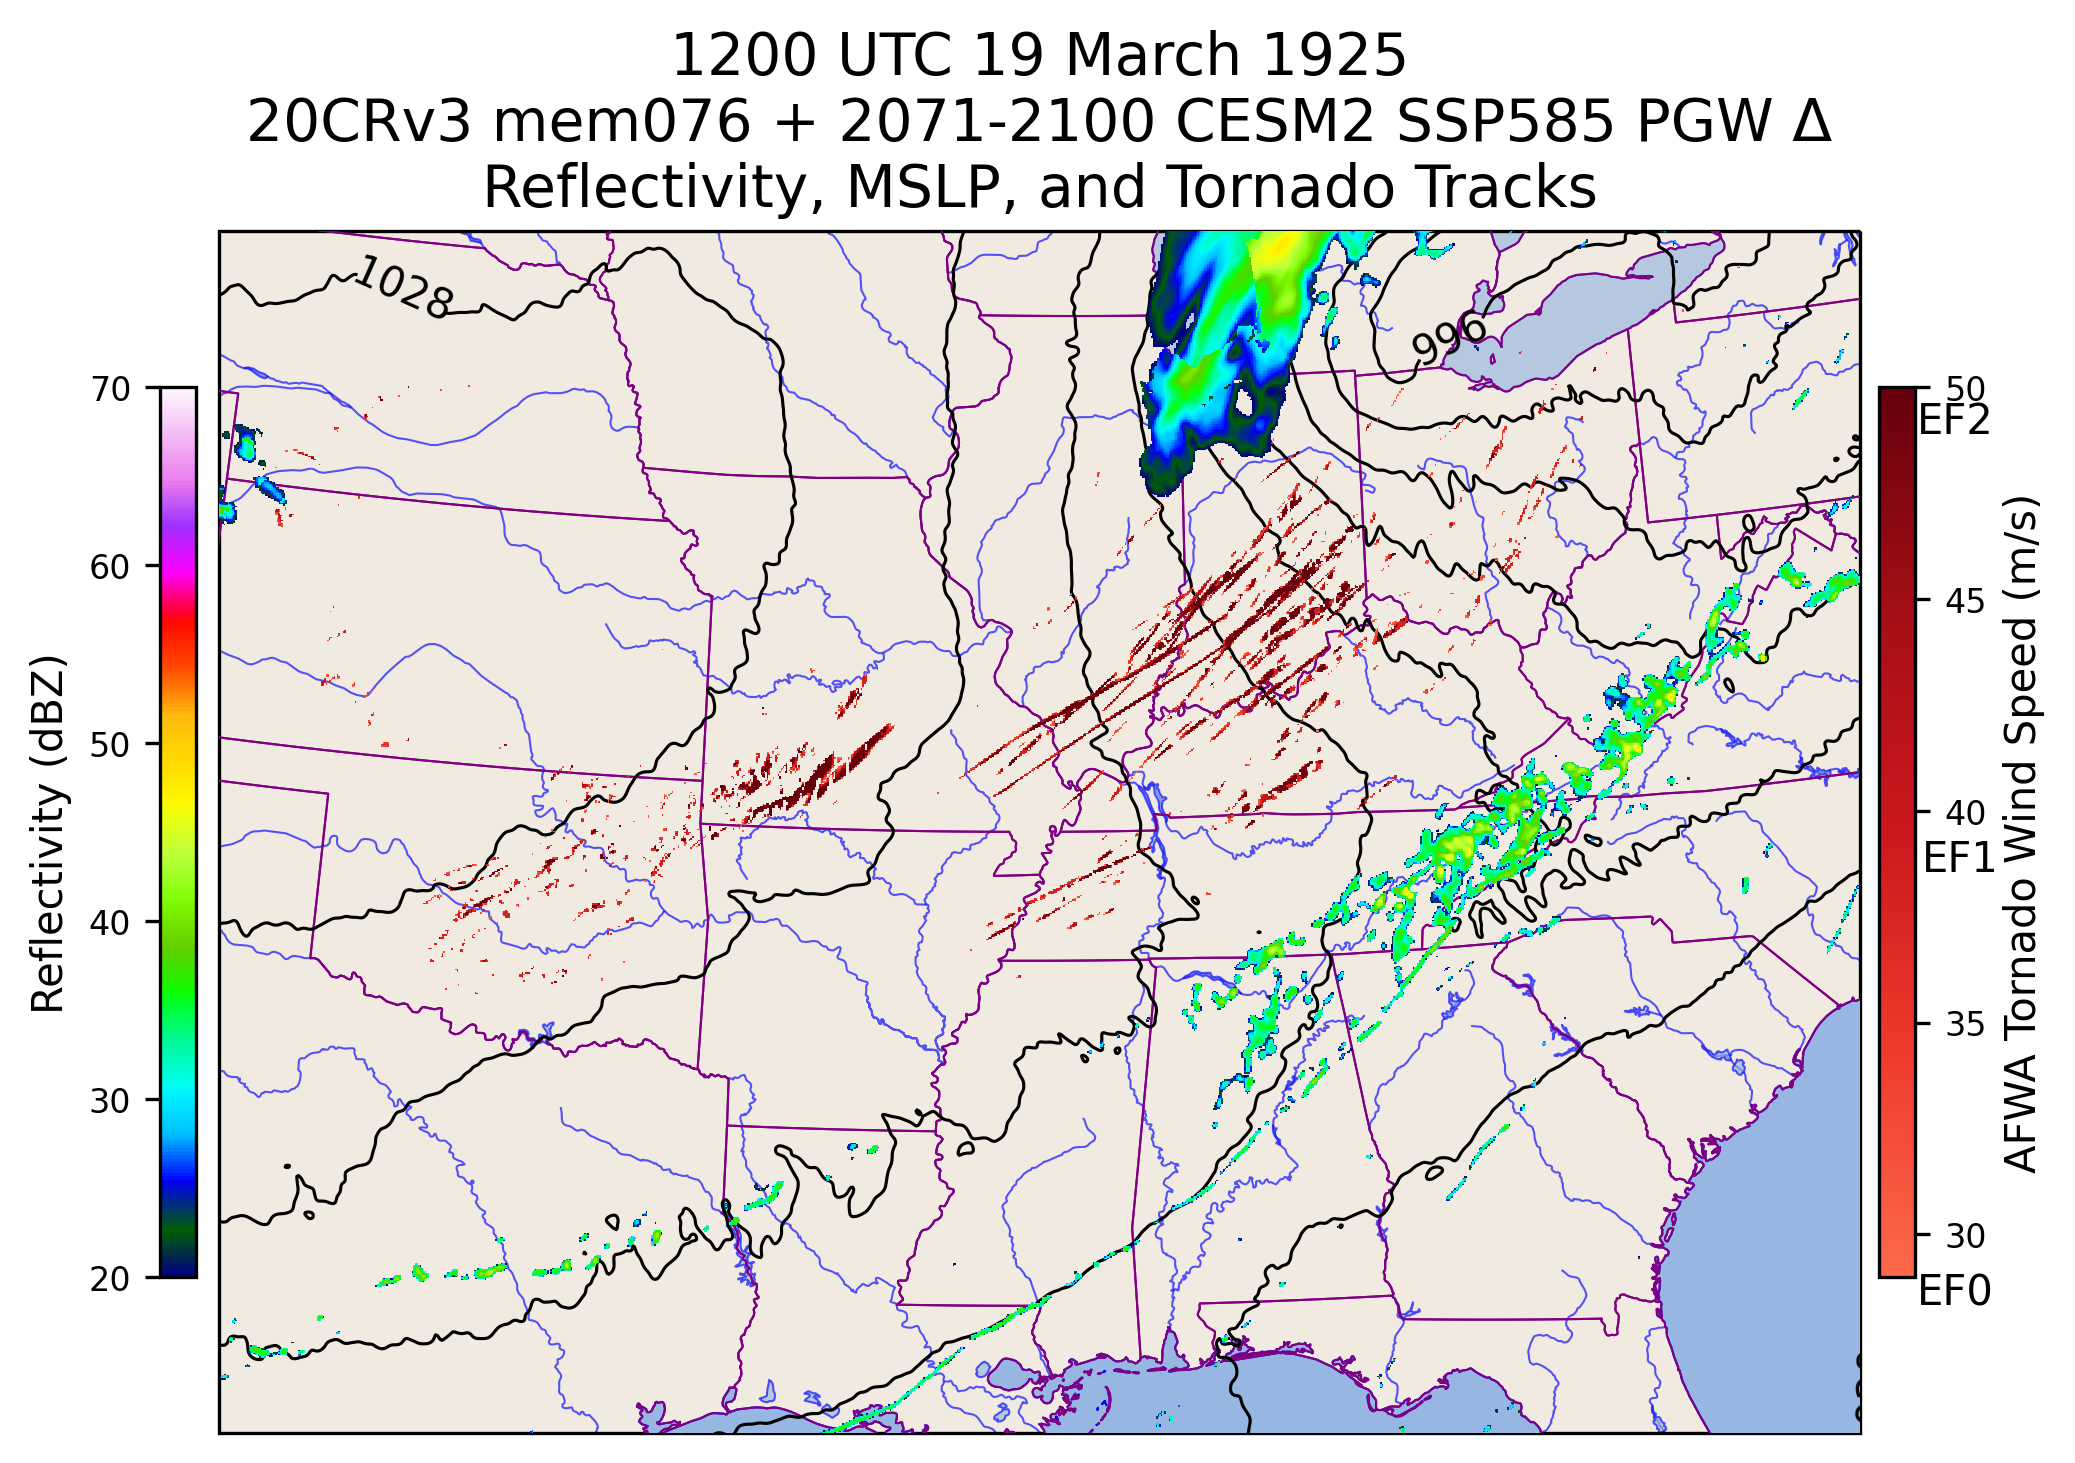 1200 UTC 19 March 1925
20CRv3 mem076 + 2071-2100 CESM2 SSP585 PGW Δ
Reflectivity, MSLP, and Tornado Tracks
1028
996
70
60
50
40
30
20
Reflectivity (dBZ)
50
EF2
45
40
EF1
35
30
EF0
AFWA Tornado Wind Speed (m/s)